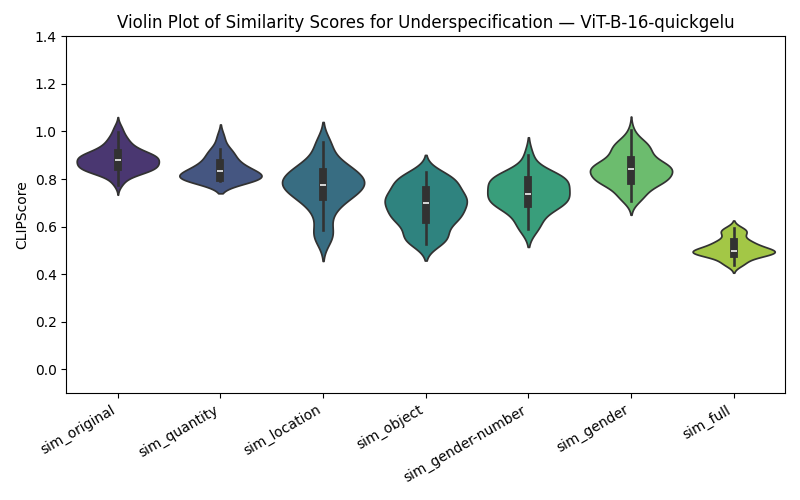 Violin Plot of Similarity Scores for Underspecification — ViT-B-16-quickgelu
1.4
1.2
1.0
0.8
0.6
0.4
0.2
0.0
CLIPScore
sim_original
sim_quantity
sim_location
sim_object
sim_gender-number
sim_gender
sim_full